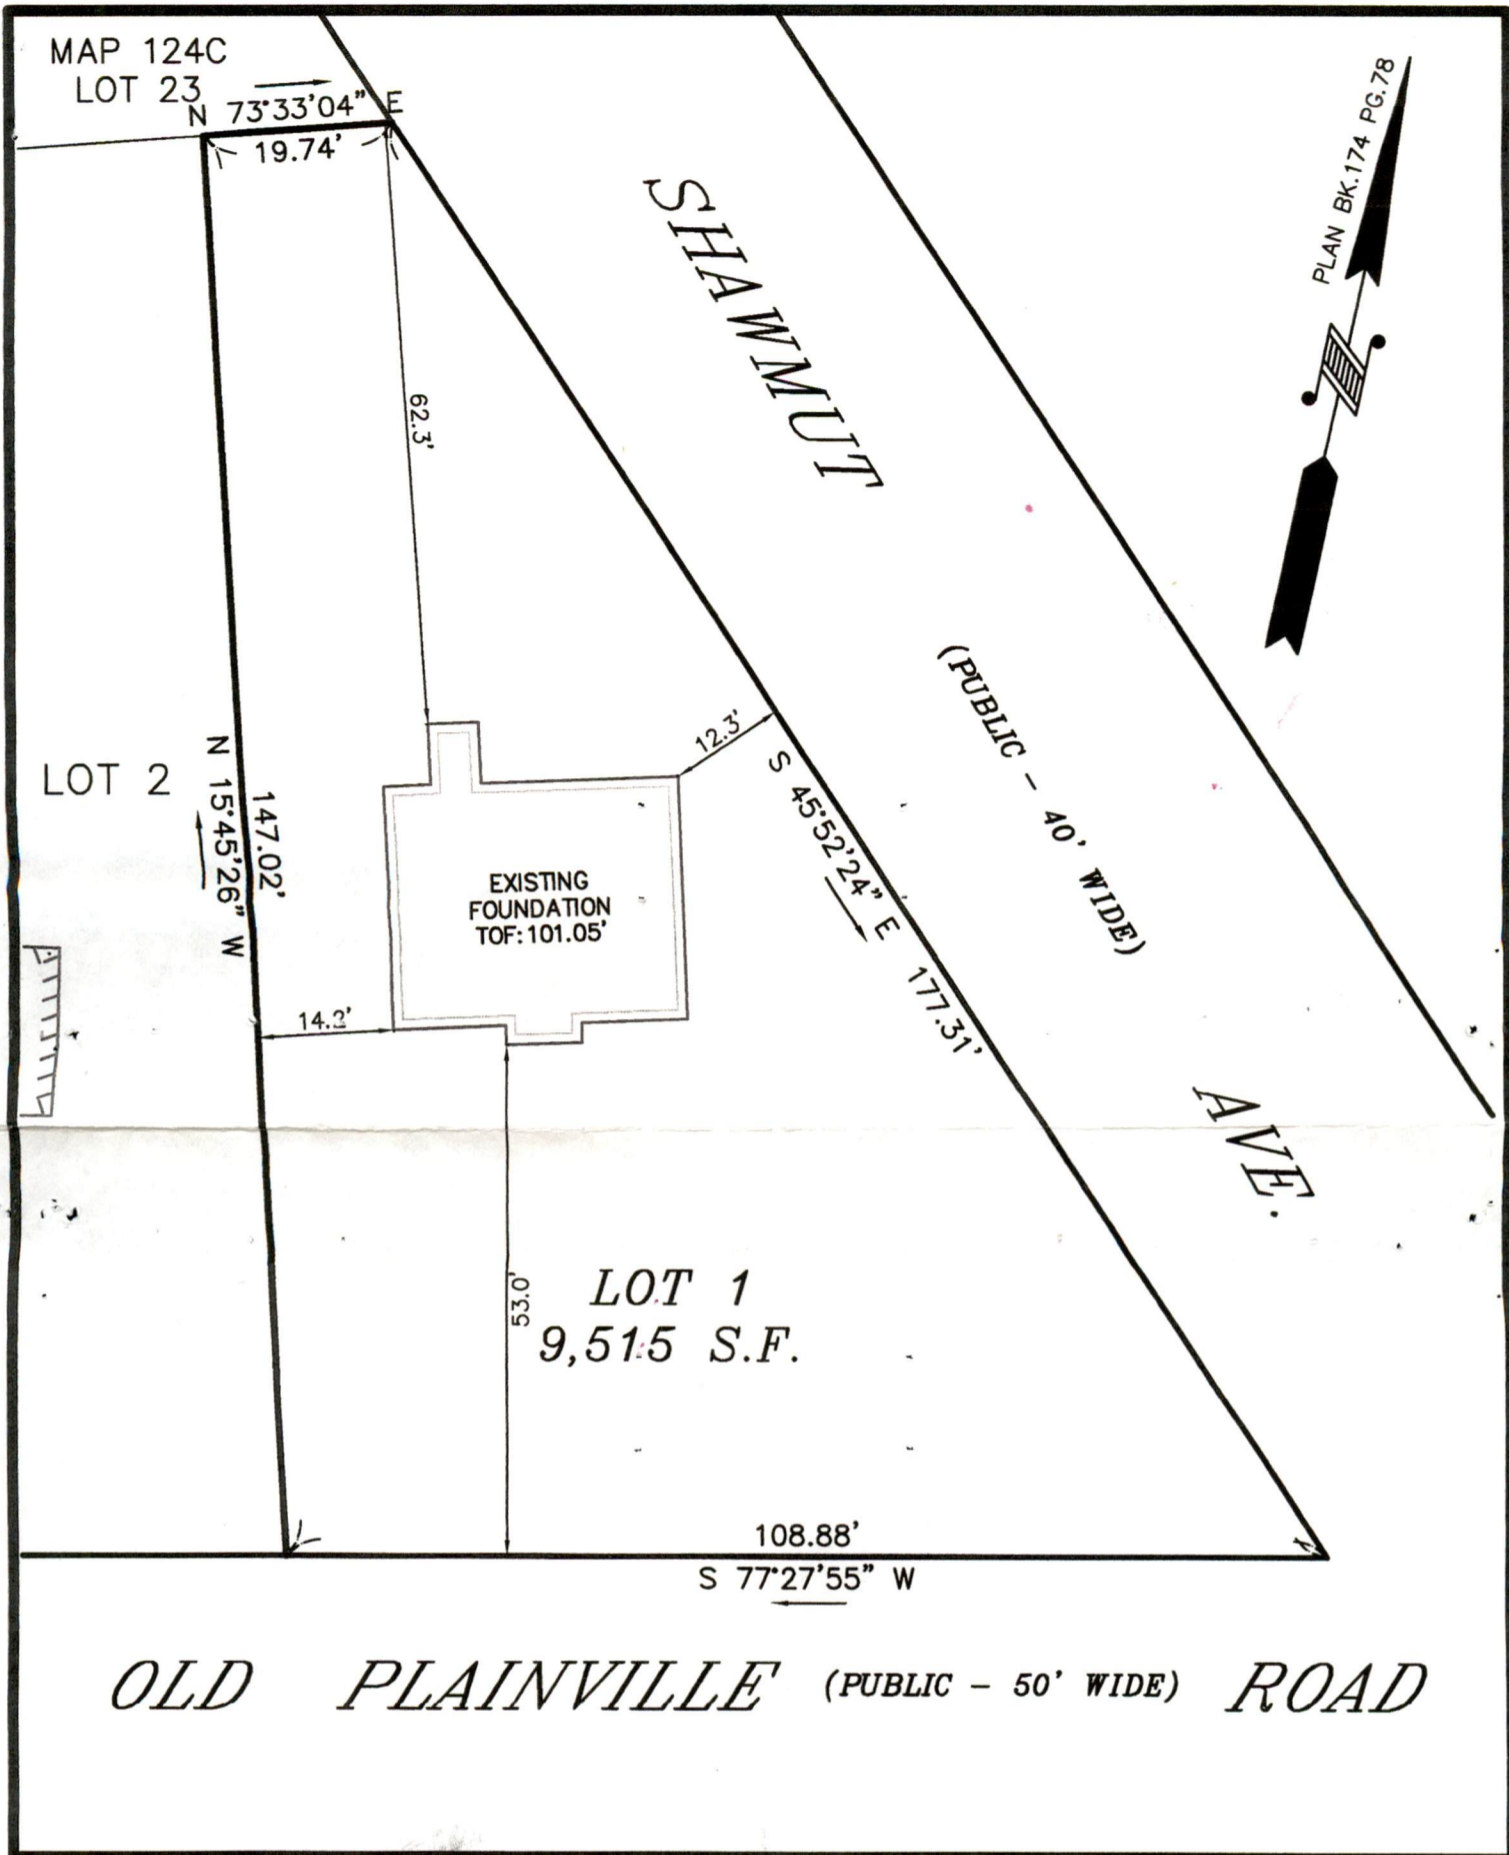 MAP 124C
LOT 23
N 73°33'04" E
19.74'
PLAN BK.174 PG.78
SHAWMUT
62.3'
(PUBLIC - 40' WIDE)
12.3'
LOT 2
N 15°45'26" W
147.02'
S 45°52'24" E 177.31'
EXISTING
FOUNDATION
TOF: 101.05'
AVE.
53.0'
LOT 1
9,515 S.F.
108.88'
S 77°27'55" W
OLD PLAINVILLE (PUBLIC - 50' WIDE) ROAD